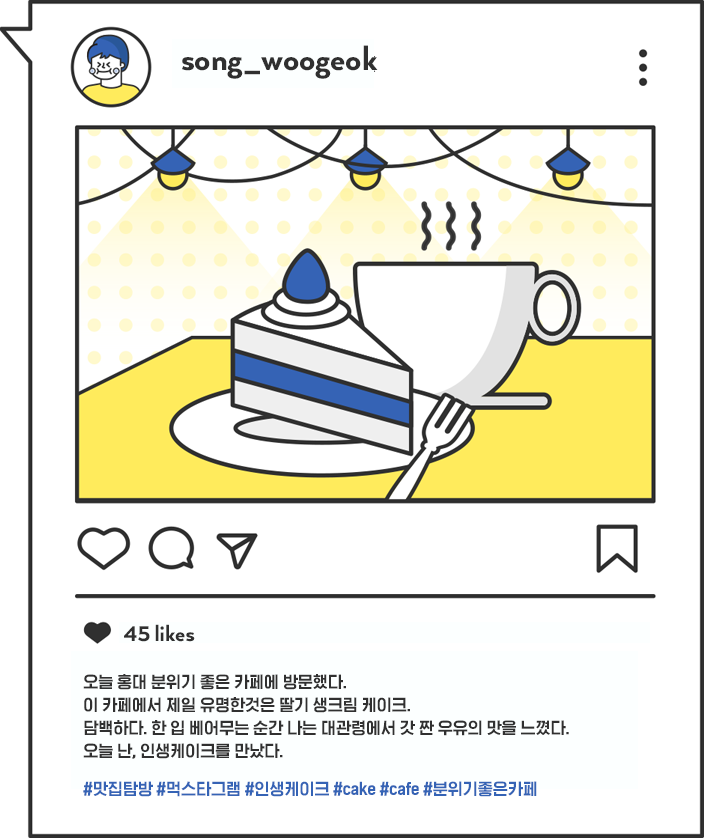 song_woogeok
45 likes
오늘 홍대 분위기 좋은 카페에 방문했다.
이 카페에서 제일 유명한것은 딸기 생크림 케이크.
담백하다. 한 입 베어무는 순간 나는 대관령에서 갓 짠 우유의 맛을 느꼈다.
오늘 난, 인생케이크를 만났다.
#맛집탐방 #먹스타그램 #인생케이크 #cake #cafe #분위기좋은카페